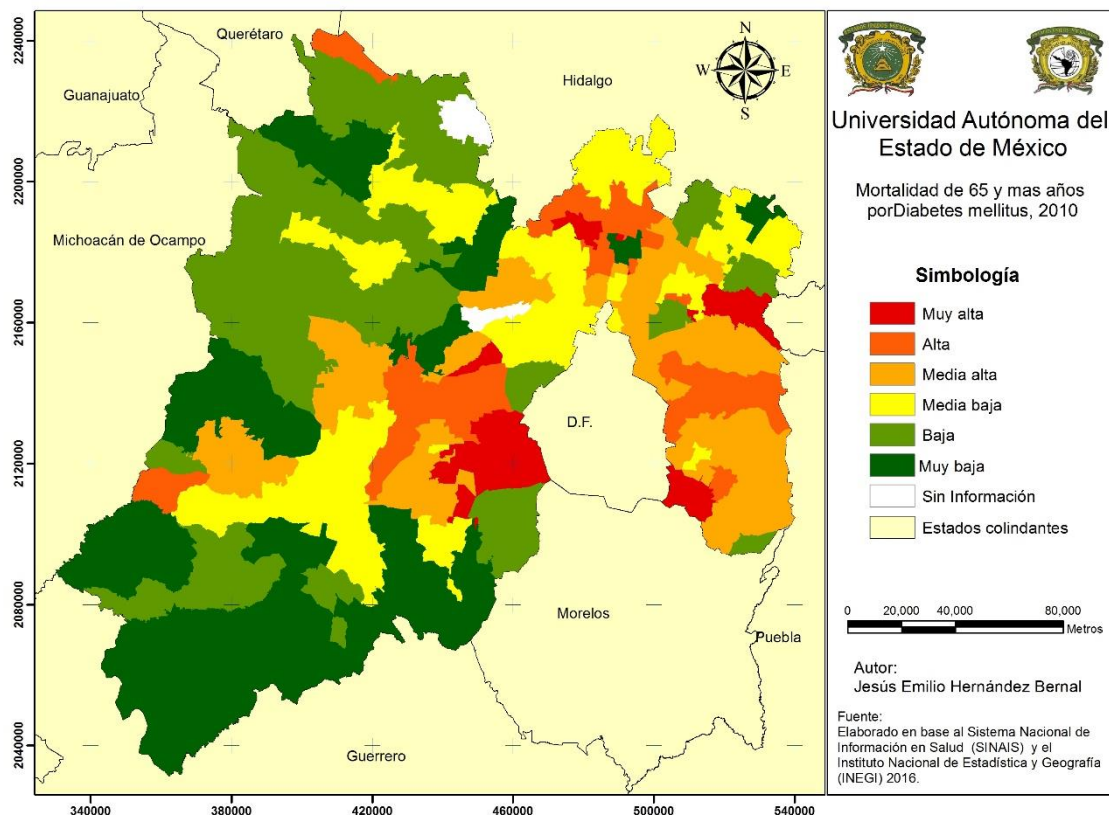 Querétaro
Guanajuato
Hidalgo
Michoacán de Ocampo
D.F.
Morelos
Puebla
Guerrero
N
W
E
S
2240000
2200000
2160000
2120000
2080000
2040000
340000
380000
420000
460000
500000
540000
Universidad Autónoma del
Estado de México
Mortalidad de 65 y mas años
porDiabetes mellitus, 2010
Simbología
Muy alta
Alta
Media alta
Media baja
Baja
Muy baja
Sin Información
Estados colindantes
0 20,000 40,000 80,000
Metros
Autor:
Jesús Emilio Hernández Bernal
Fuente:
Elaborado en base al Sistema Nacional de
Información en Salud (SINAIS) y el
Instituto Nacional de Estadística y Geografía
(INEGI) 2016.